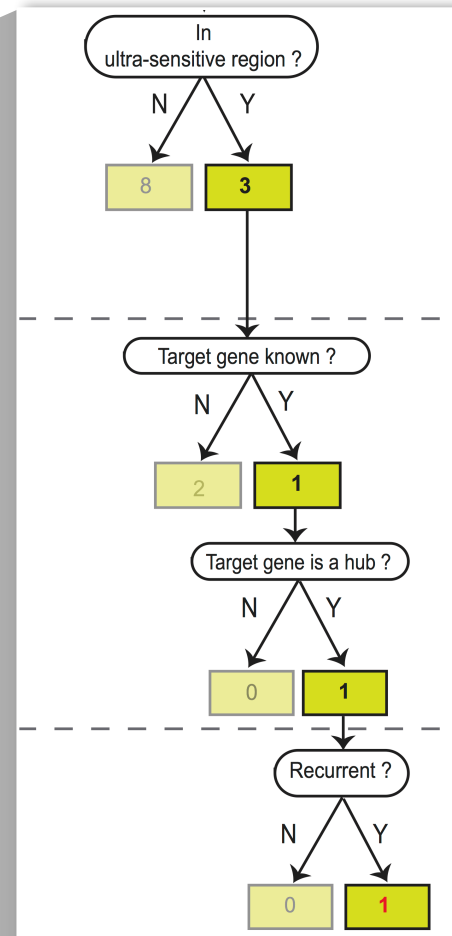 In
ultra-sensitive region ?
N Y
8 3
Target gene known ?
N Y
2 1
Target gene is a hub ?
N Y
0 1
Recurrent ?
N Y
0 1